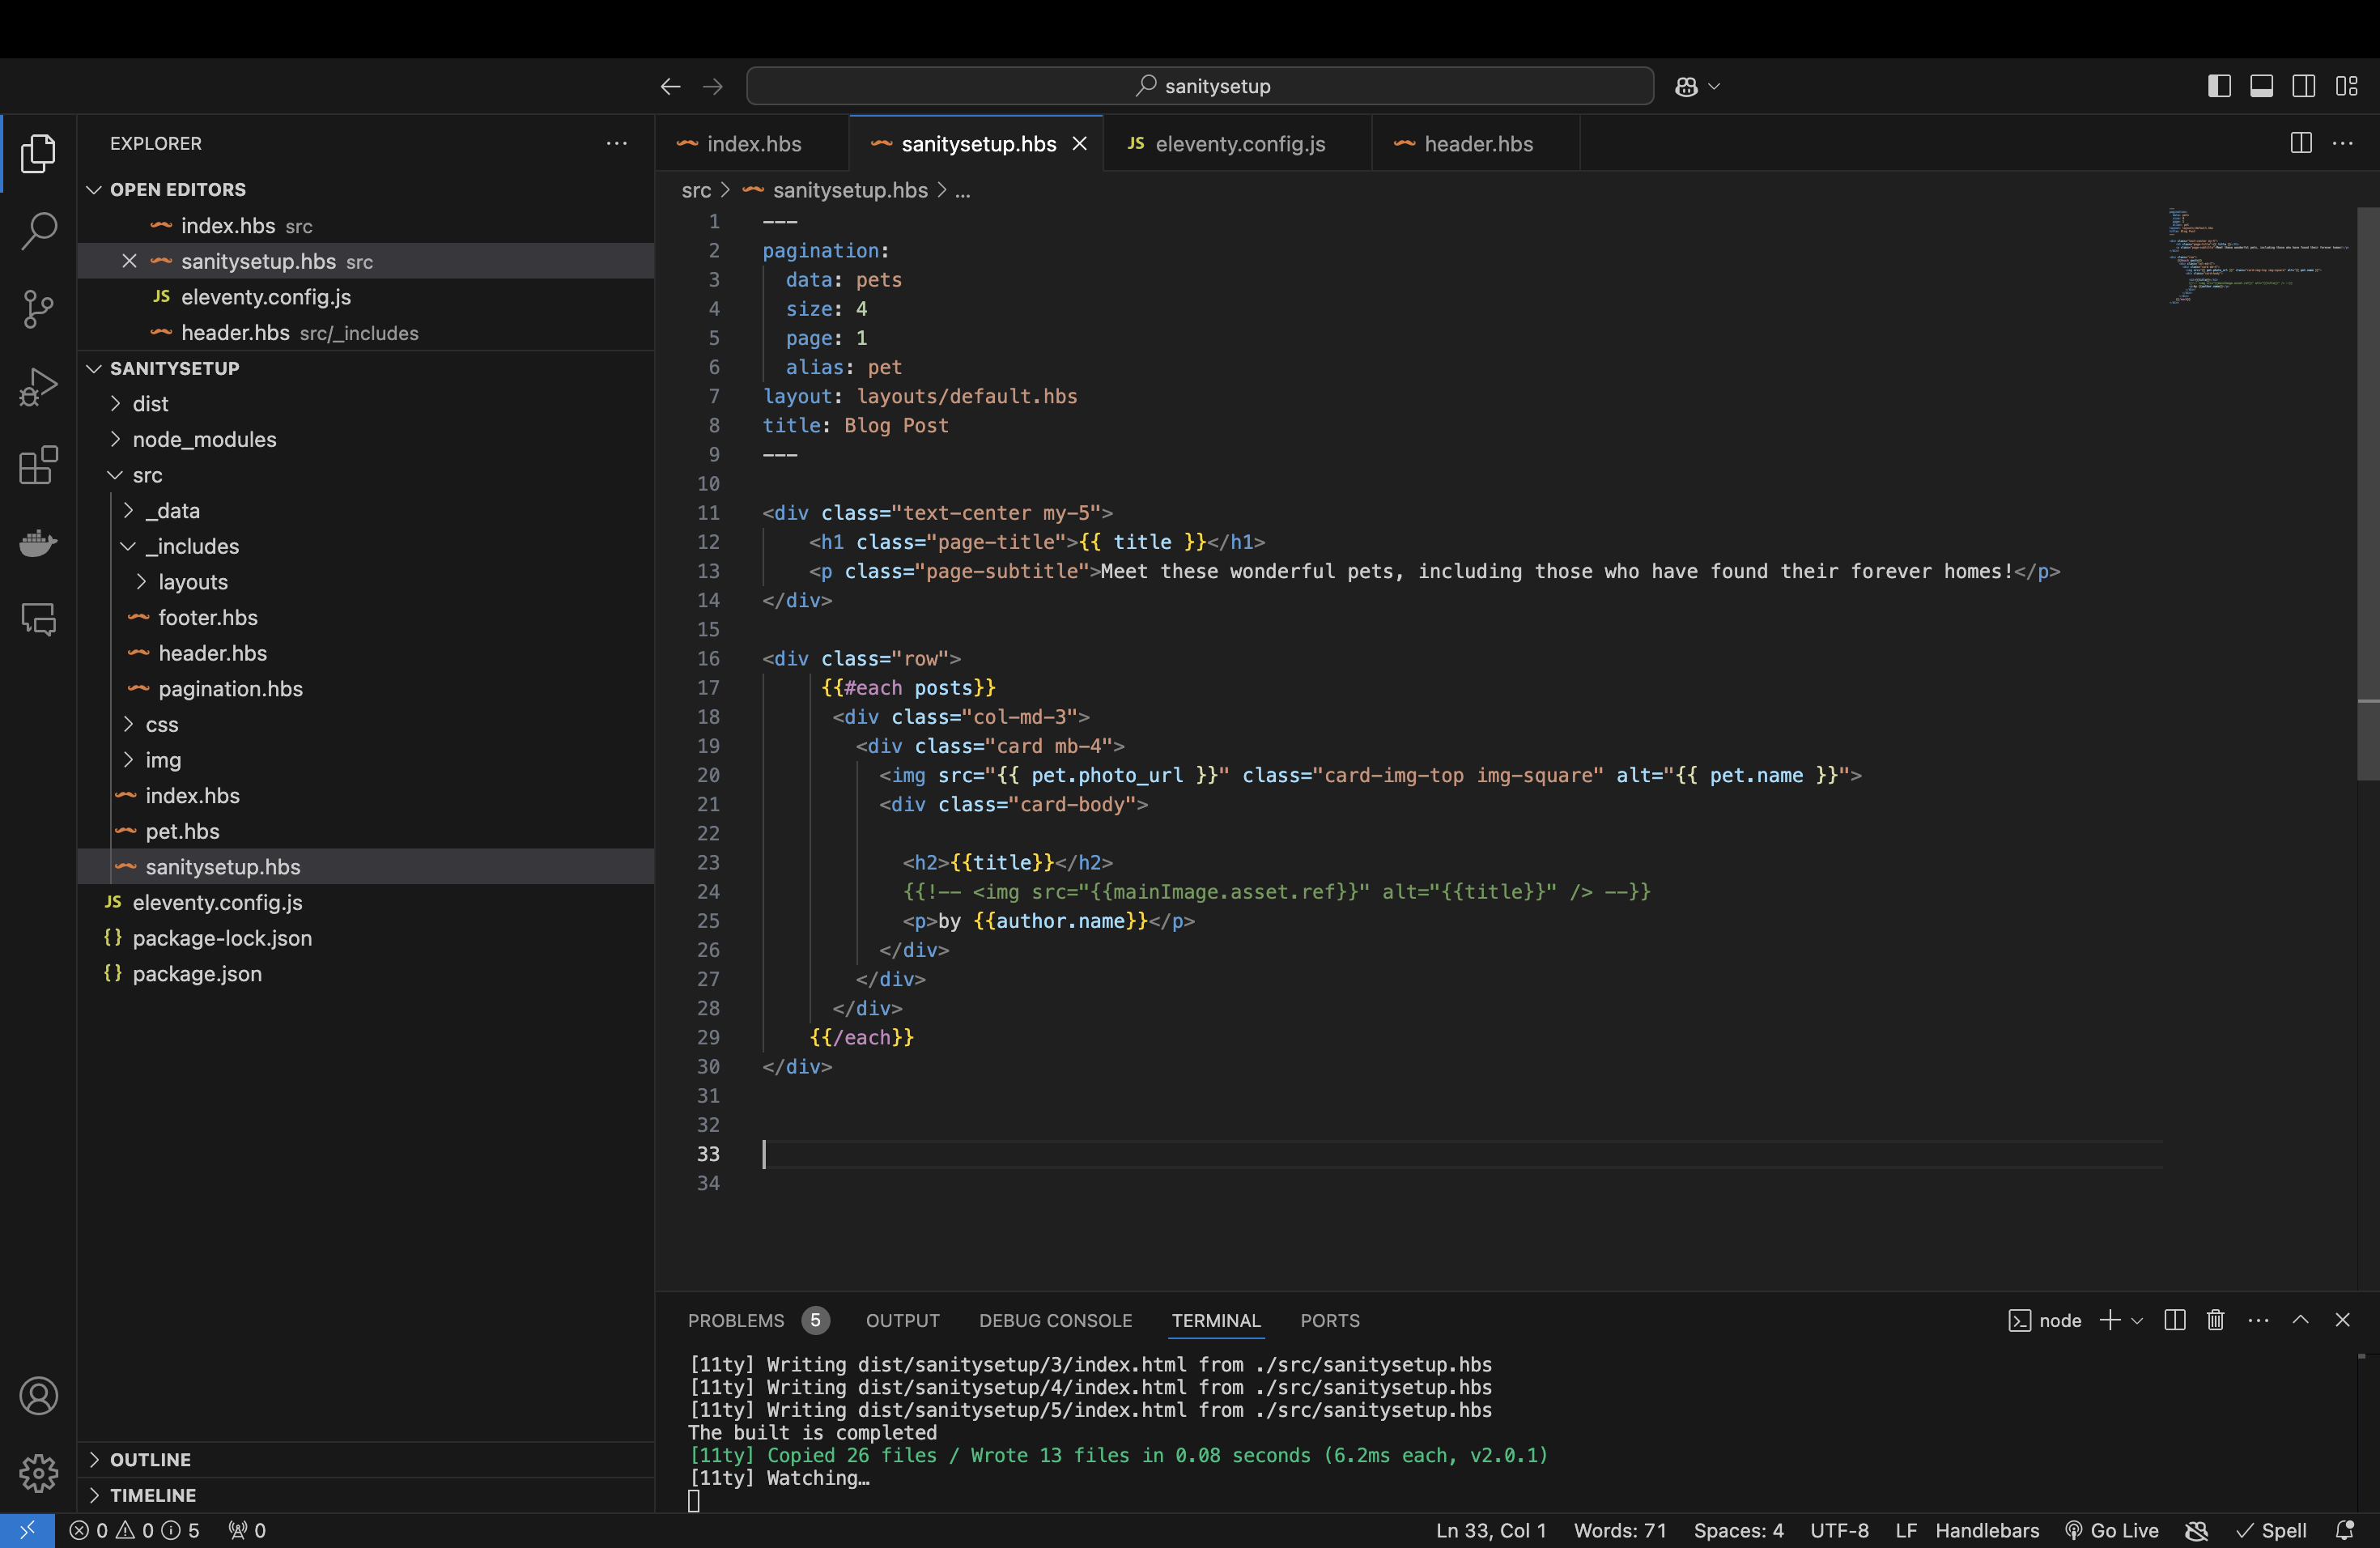 sanitysetup
EXPLORER
OPEN EDITORS
index.hbs src
sanitysetup.hbs src
JS eleventy.config.js
header.hbs src/_includes
SANITYSETUP
dist
node_modules
src
_data
_includes
layouts
footer.hbs
header.hbs
pagination.hbs
css
img
index.hbs
pet.hbs
sanitysetup.hbs
JS eleventy.config.js
{} package-lock.json
{} package.json
OUTLINE
TIMELINE
index.hbs
sanitysetup.hbs
JS eleventy.config.js
header.hbs
src > sanitysetup.hbs > ...
1 ---
2 pagination:
3 data: pets
4 size: 4
5 page: 1
6 alias: pet
7 layout: layouts/default.hbs
8 title: Blog Post
9 ---
10
11 <div class="text-center my-5">
12 <h1 class="page-title">{{ title }}</h1>
13 <p class="page-subtitle">Meet these wonderful pets, including those who have found their forever homes!</p>
14 </div>
15
16 <div class="row">
17 {{#each posts}}
18 <div class="col-md-3">
19 <div class="card mb-4">
20 <img src="{{ pet.photo_url }}" class="card-img-top img-square" alt="{{ pet.name }}">
21 <div class="card-body">
22
23 <h2>{{title}}</h2>
24 {{!-- <img src="{{mainImage.asset.ref}}" alt="{{title}}" /> --}}
25 <p>by {{author.name}}</p>
26 </div>
27 </div>
28 </div>
29 {{/each}}
30 </div>
31
32
33
34
PROBLEMS 5 OUTPUT DEBUG CONSOLE TERMINAL PORTS
node
[11ty] Writing dist/sanitysetup/3/index.html from ./src/sanitysetup.hbs
[11ty] Writing dist/sanitysetup/4/index.html from ./src/sanitysetup.hbs
[11ty] Writing dist/sanitysetup/5/index.html from ./src/sanitysetup.hbs
The built is completed
[11ty] Copied 26 files / Wrote 13 files in 0.08 seconds (6.2ms each, v2.0.1)
[11ty] Watching…
0 0 5 0
Ln 33, Col 1 Words: 71 Spaces: 4 UTF-8 LF Handlebars Go Live Spell